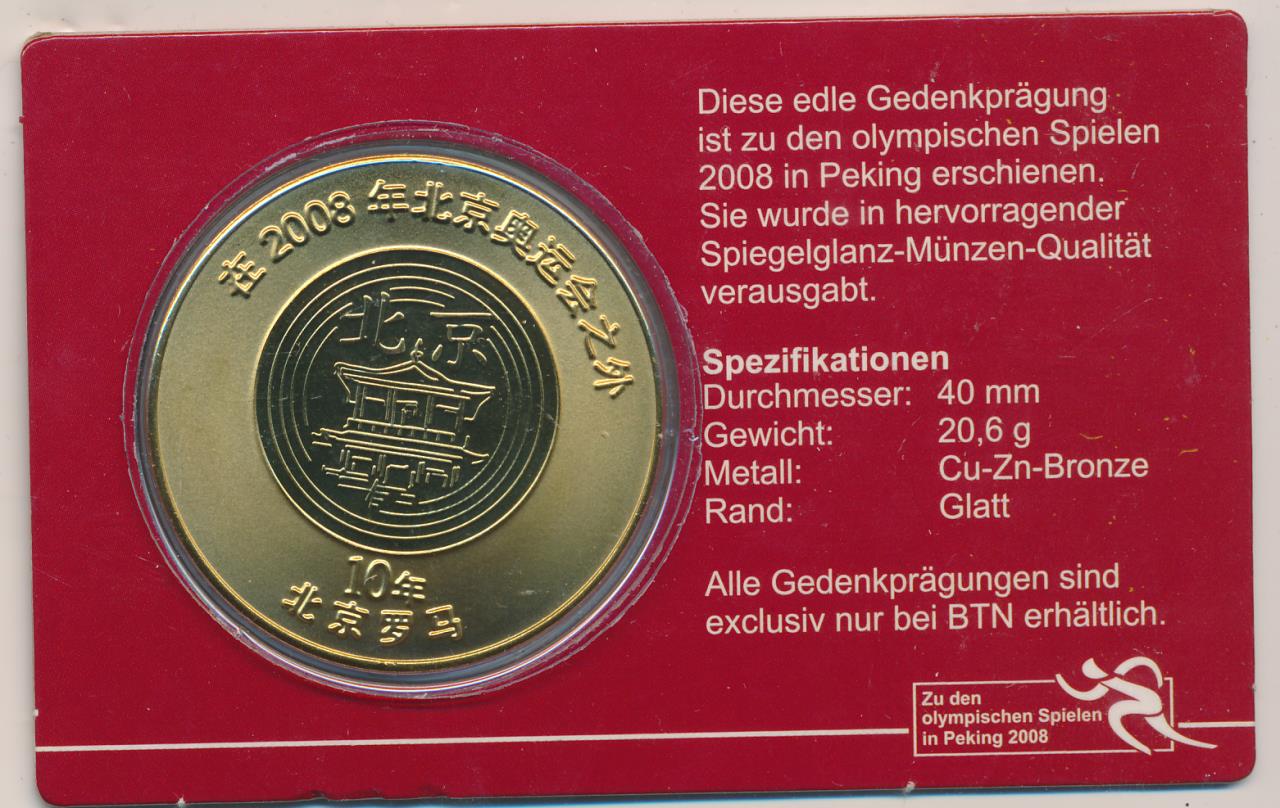 在 2008 年北京奥运会之外
北京
10年
北京罗马
Diese edle Gedenkprägung
ist zu den olympischen Spielen
2008 in Peking erschienen.
Sie wurde in hervorragender
Spiegelglanz-Münzen-Qualität
verausgabt.
Spezifikationen
Durchmesser: 40 mm
Gewicht: 20,6 g
Metall: Cu-Zn-Bronze
Rand: Glatt
Alle Gedenkprägungen sind
exclusiv nur bei BTN erhältlich.
Zu den
olympischen Spielen
in Peking 2008